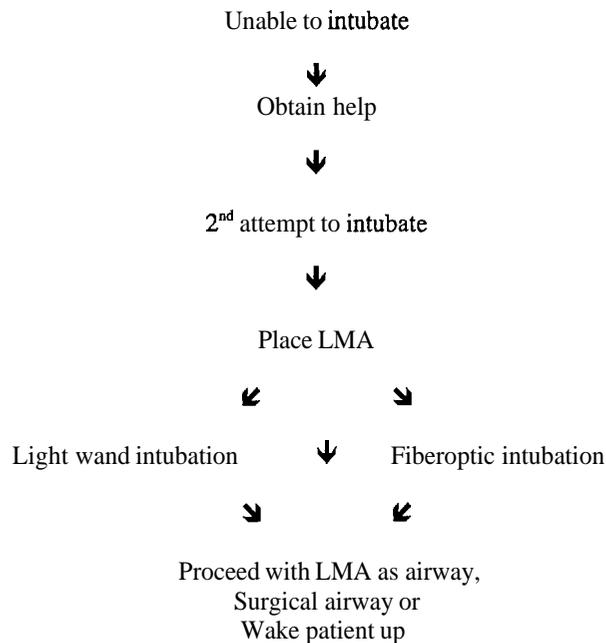 Unable to intubate
Obtain help
2nd attempt to intubate
Place LMA
Light wand intubation
Fiberoptic intubation
Proceed with LMA as airway,
Surgical airway or
Wake patient up